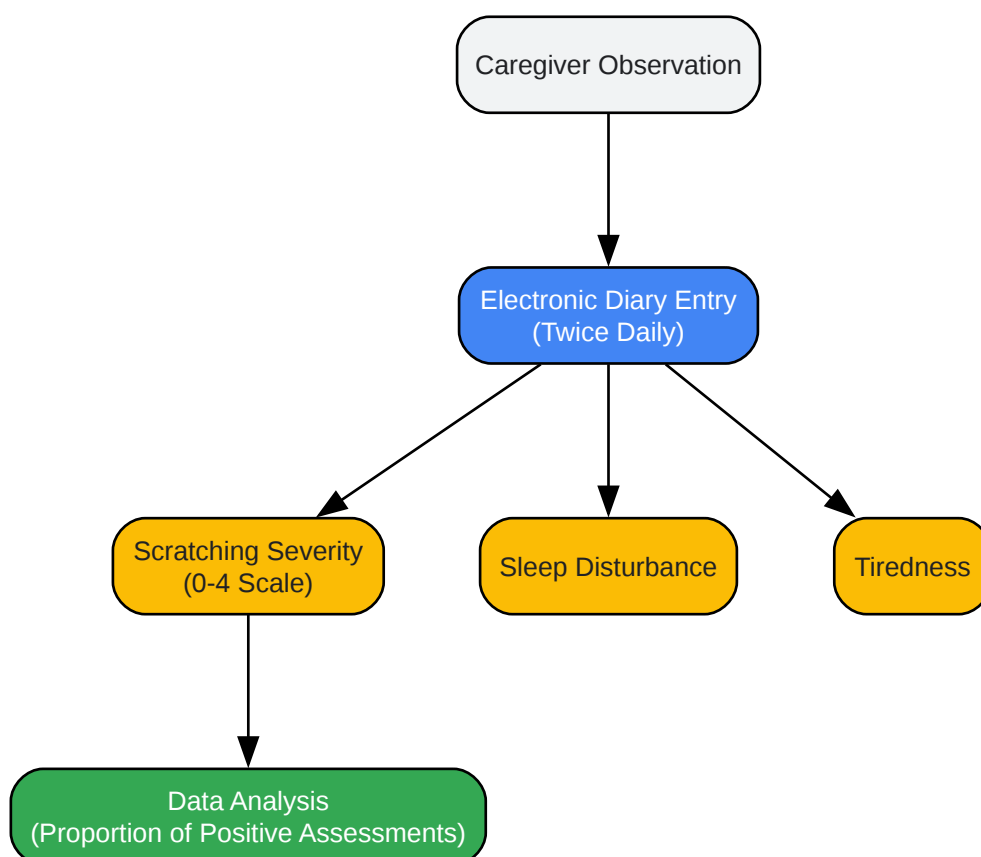 Caregiver Observation
Electronic Diary Entry
(Twice Daily)
Scratching Severity
(0-4 Scale)
Sleep Disturbance
Tiredness
Data Analysis
(Proportion of Positive Assessments)